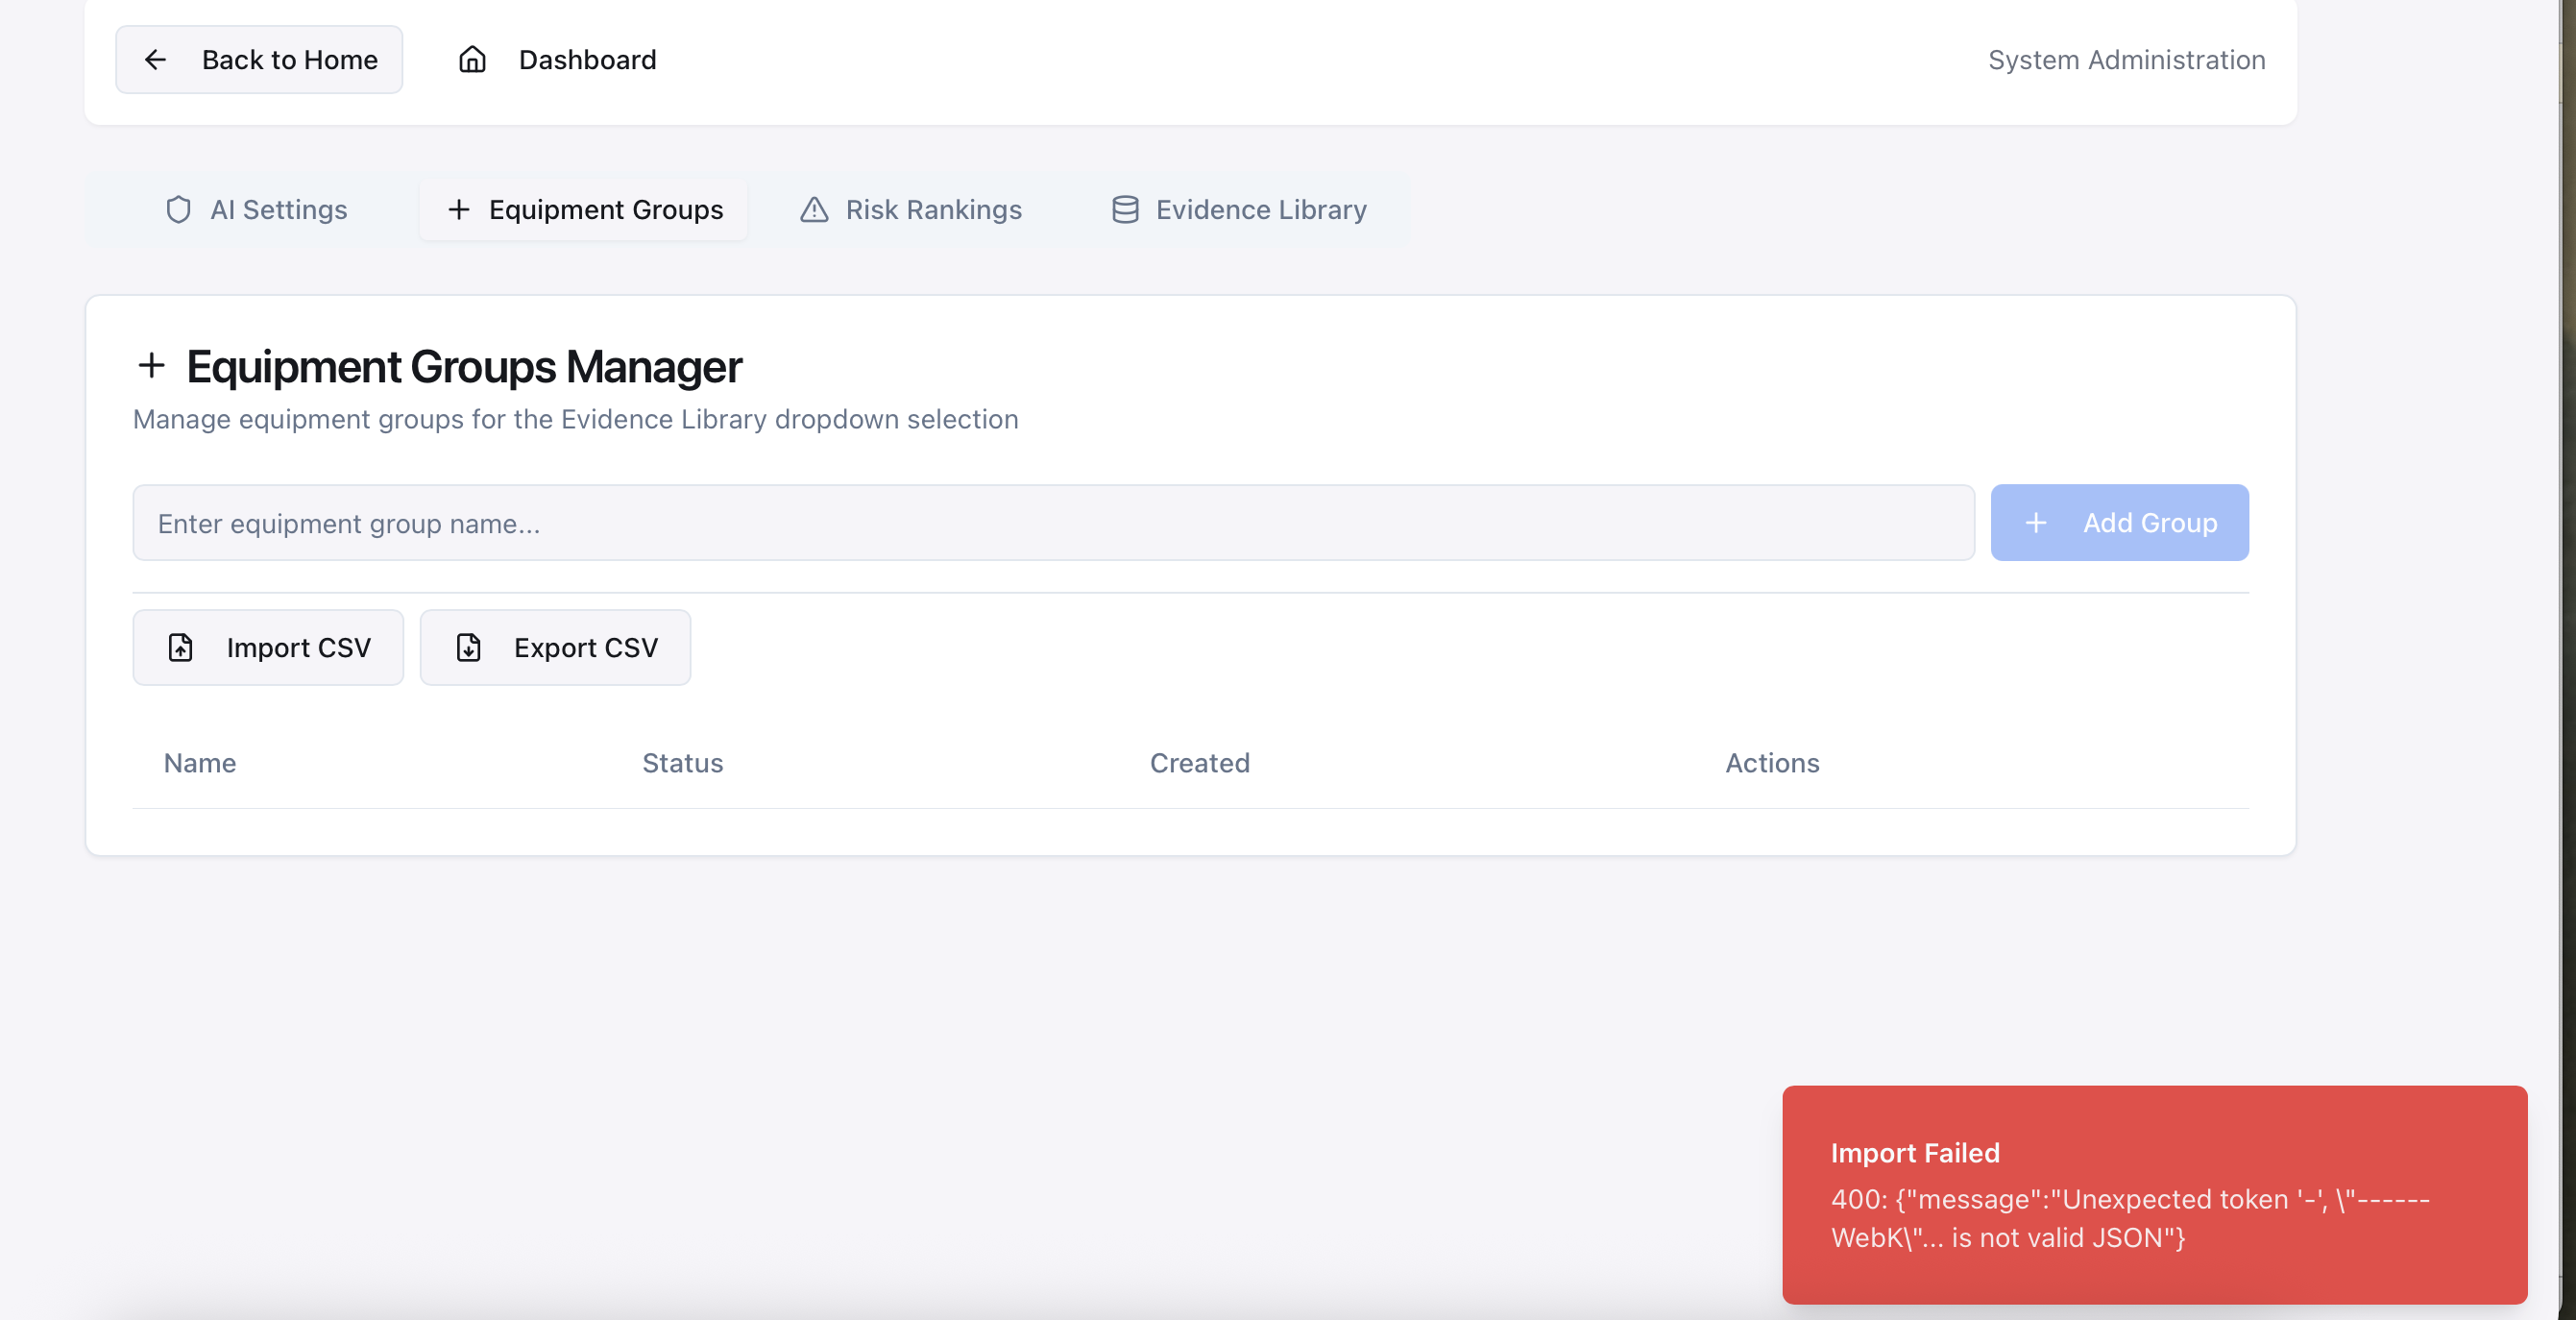 Back to Home
Dashboard
System Administration
AI Settings
Equipment Groups
Risk Rankings
Evidence Library
Equipment Groups Manager
Manage equipment groups for the Evidence Library dropdown selection
Enter equipment group name...
Add Group
Import CSV
Export CSV
Name
Status
Created
Actions
Import Failed
400: {"message":"Unexpected token '-', \"------
WebK\"... is not valid JSON"}